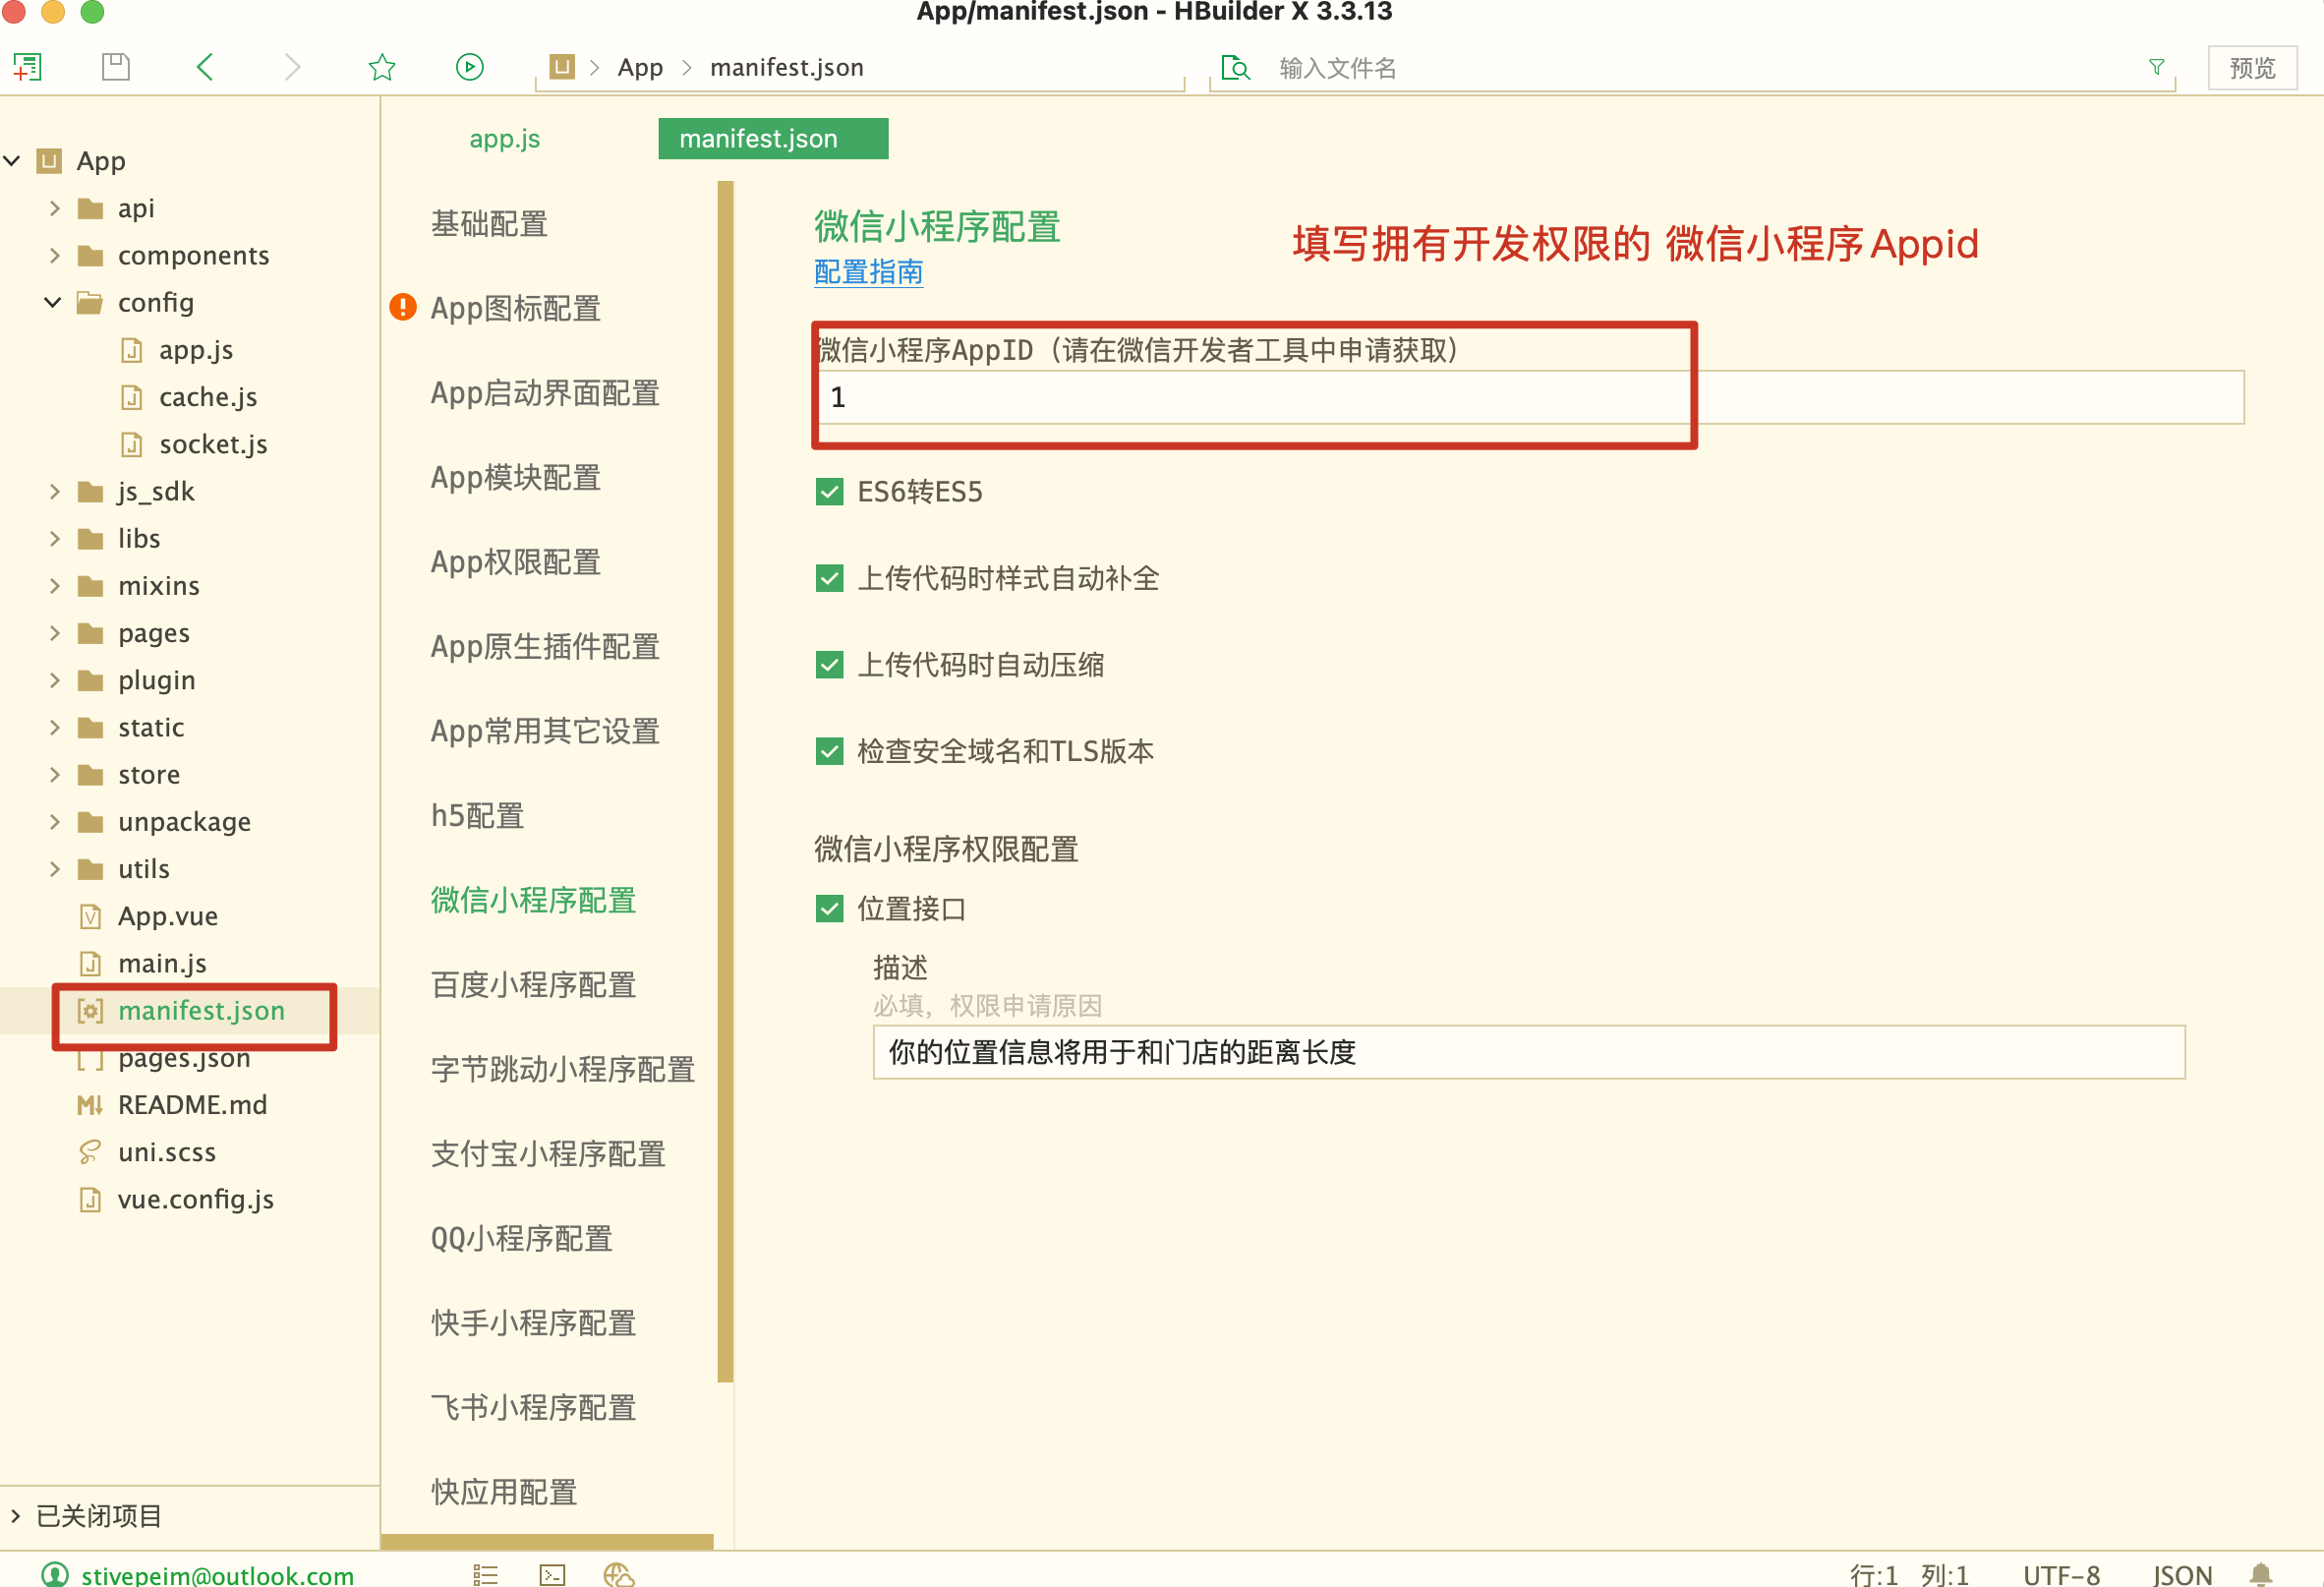 App/manifest.json - HBuilder X 3.3.13
App
manifest.json
输入文件名
预览
App
api
components
config
app.js
cache.js
socket.js
js_sdk
libs
mixins
pages
plugin
static
store
unpackage
utils
App.vue
main.js
manifest.json
pages.json
README.md
uni.scss
vue.config.js
已关闭项目
app.js
manifest.json
基础配置
App图标配置
App启动界面配置
App模块配置
App权限配置
App原生插件配置
App常用其它设置
h5配置
微信小程序配置
百度小程序配置
字节跳动小程序配置
支付宝小程序配置
QQ小程序配置
快手小程序配置
飞书小程序配置
快应用配置
微信小程序配置
填写拥有开发权限的 微信小程序Appid
配置指南
微信小程序AppID（请在微信开发者工具中申请获取）
1
ES6转ES5
上传代码时样式自动补全
上传代码时自动压缩
检查安全域名和TLS版本
微信小程序权限配置
位置接口
描述
必填，权限申请原因
你的位置信息将用于和门店的距离长度
stivepeim@outlook.com
行:1 列:1
UTF-8
JSON